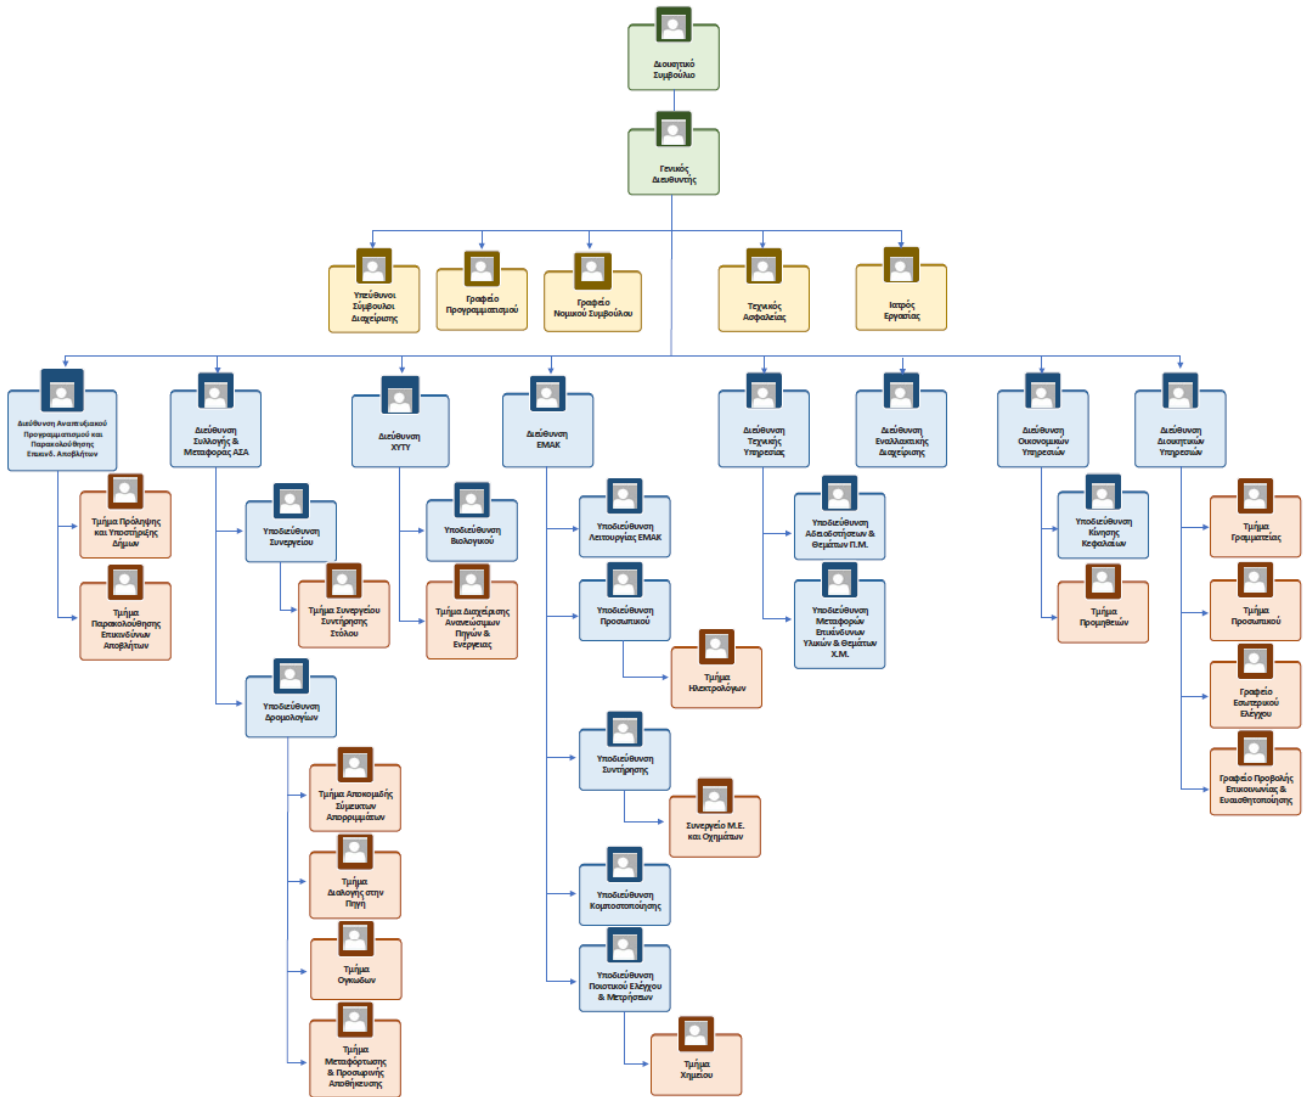 Διοικητικό
Συμβούλιο
Γενικός
Διευθυντής
Υπεύθυνοι
Σύμβουλοι
Διαχείρισης
Γραφείο
Προγραμματισμού
Γραφείο
Νομικού Συμβούλου
Τεχνικός
Ασφαλείας
Ιατρός
Εργασίας
Διεύθυνση Αναπτυξιακού
Προγραμματισμού και
Παρακολούθησης
Επικινδ. Αποβλήτων
Διεύθυνση
Συλλογής &
Μεταφοράς ΑΣΑ
Διεύθυνση
ΧΥΤΥ
Διεύθυνση
ΕΜΑΚ
Διεύθυνση
Τεχνικής
Υπηρεσίας
Διεύθυνση
Εναλλακτικής
Διαχείρισης
Διεύθυνση
Οικονομικών
Υπηρεσιών
Διεύθυνση
Διοικητικών
Υπηρεσιών
Τμήμα Πρόληψης
και Υποστήριξης
Δήμων
Τμήμα
Παρακολούθησης
Επικινδύνων
Αποβλήτων
Υποδιεύθυνση
Συνεργείου
Τμήμα Συνεργείου
Συντήρησης
Στόλου
Υποδιεύθυνση
Δρομολογίων
Τμήμα Αποκομιδής
Σύμεικτων
Απορριμμάτων
Τμήμα
Διαλογής στην
Πηγή
Τμήμα
Ογκωδων
Τμήμα
Μεταφόρτωσης
& Προσωρινής
Αποθήκευσης
Υποδιεύθυνση
Βιολογικού
Τμήμα Διαχείρισης
Ανανεώσιμων
Πηγών &
Ενέργειας
Υποδιεύθυνση
Λειτουργίας ΕΜΑΚ
Υποδιεύθυνση
Προσωπικού
Τμήμα
Ηλεκτρολόγων
Υποδιεύθυνση
Συντήρησης
Συνεργείο Μ.Ε.
και Οχημάτων
Υποδιεύθυνση
Κομποστοποίησης
Υποδιεύθυνση
Ποιοτικού Ελέγχου
& Μετρήσεων
Τμήμα
Χημείου
Υποδιεύθυνση
Αδειοδοτήσεων &
Θεμάτων Π.Μ.
Υποδιεύθυνση
Μεταφορών
Επικίνδυνων
Υλικών & Θεμάτων
Χ.Μ.
Υποδιεύθυνση
Κίνησης
Κεφαλαίων
Τμήμα
Προμηθειών
Τμήμα
Γραμματείας
Τμήμα
Προσωπικού
Γραφείο
Εσωτερικού
Ελέγχου
Γραφείο Προβολής
Επικοινωνίας &
Ευαισθητοποίησης